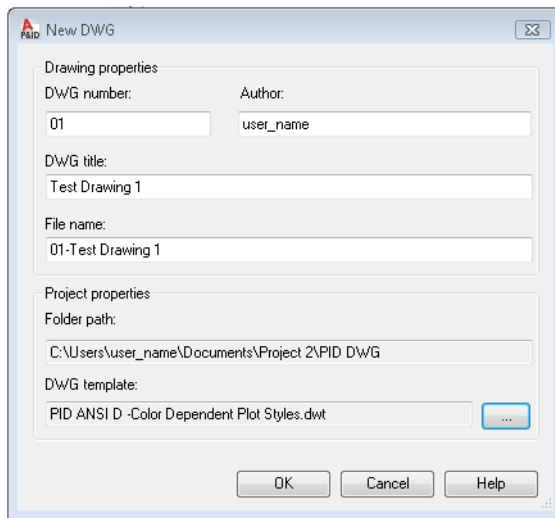 A
P&ID
New DWG
Drawing properties
DWG number:
Author:
01
user_name
DWG title:
Test Drawing 1
File name:
01-Test Drawing 1
Project properties
Folder path:
C:\Users\user_name\Documents\Project 2\PID DWG
DWG template:
PID ANSI D -Color Dependent Plot Styles.dwt
...
OK
Cancel
Help